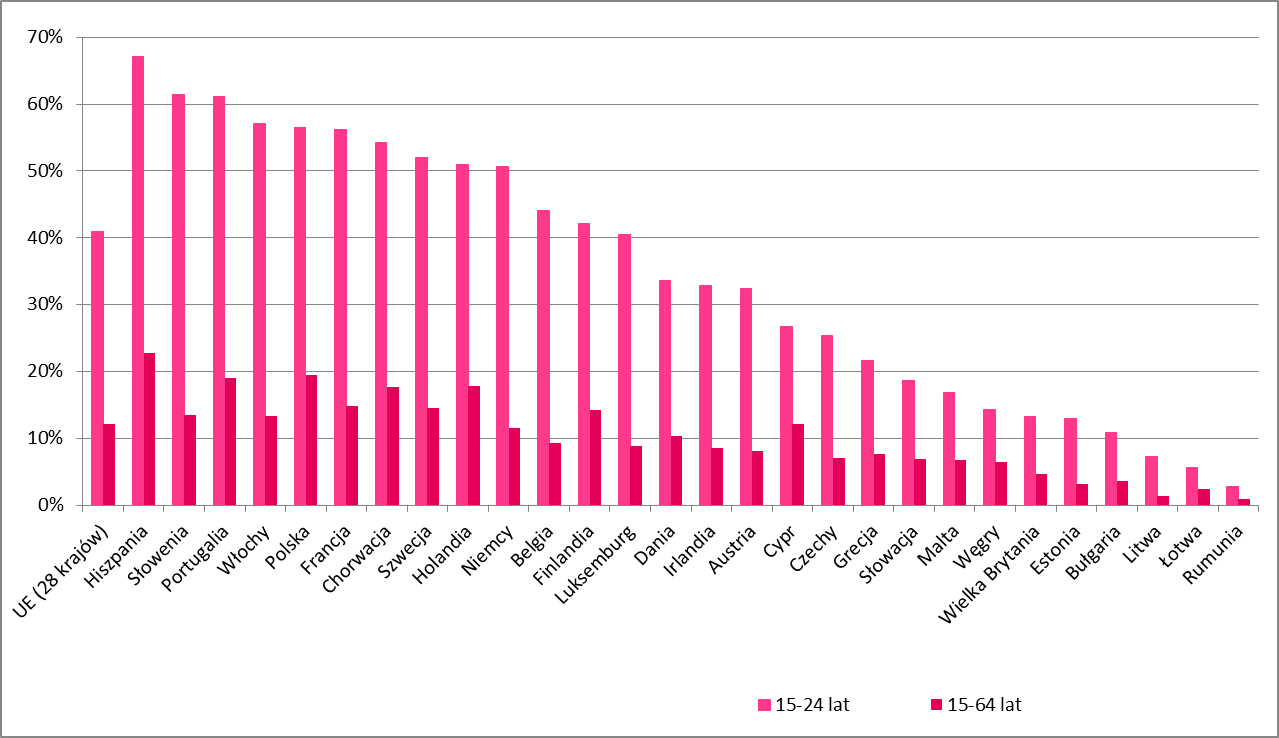 70%
60%
50%
40%
30%
20%
10%
0%
UE (28 krajów)
Hiszpania
Słowenia
Portugalia
Włochy
Polska
Francja
Chorwacja
Szwecja
Holandia
Niemcy
Belgia
Finlandia
Luksemburg
Dania
Irlandia
Austria
Cypr
Czechy
Grecja
Słowacja
Malta
Węgry
Wielka Brytania
Estonia
Bułgaria
Litwa
Łotwa
Rumunia
15-24 lat
15-64 lat